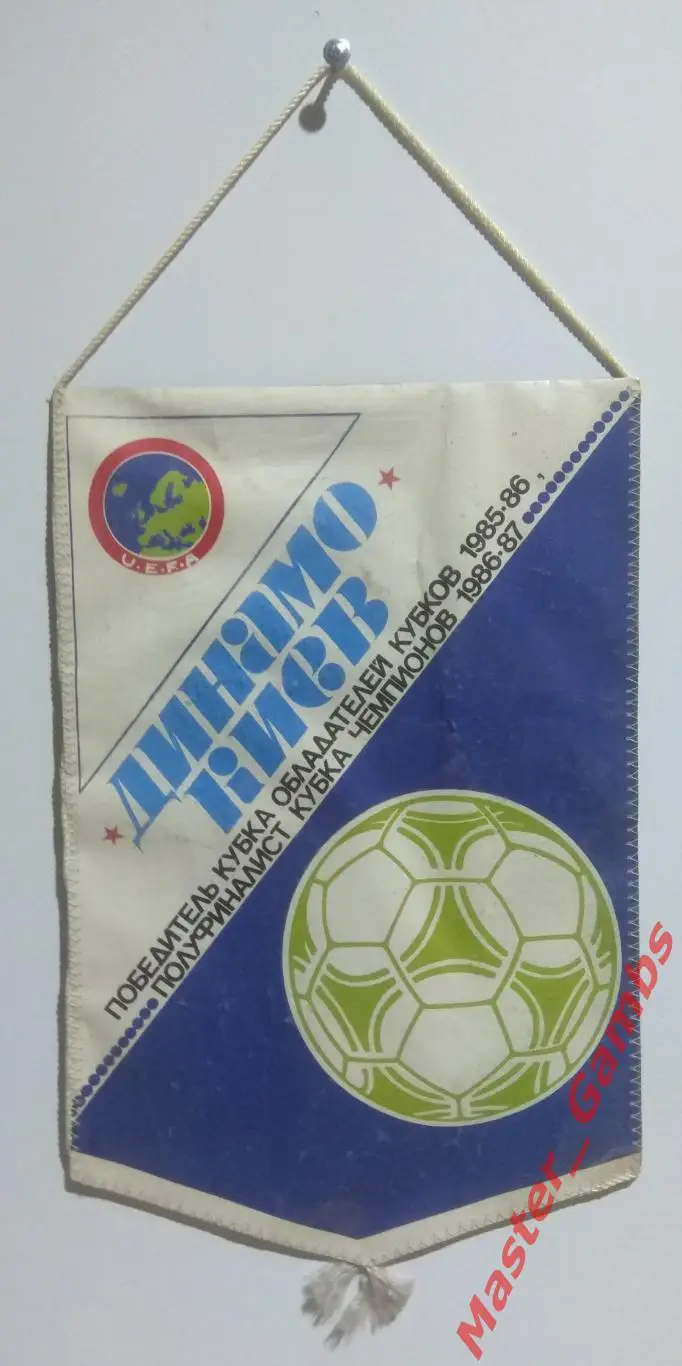 U.E.F.A
ДИНАМО
КИЕВ
ПОБЕДИТЕЛЬ КУБКА ОБЛАДАТЕЛЕЙ КУБКОВ 1985·86,
ПОЛУФИНАЛИСТ КУБКА ЧЕМПИОНОВ 1986·87
Master_Gambs